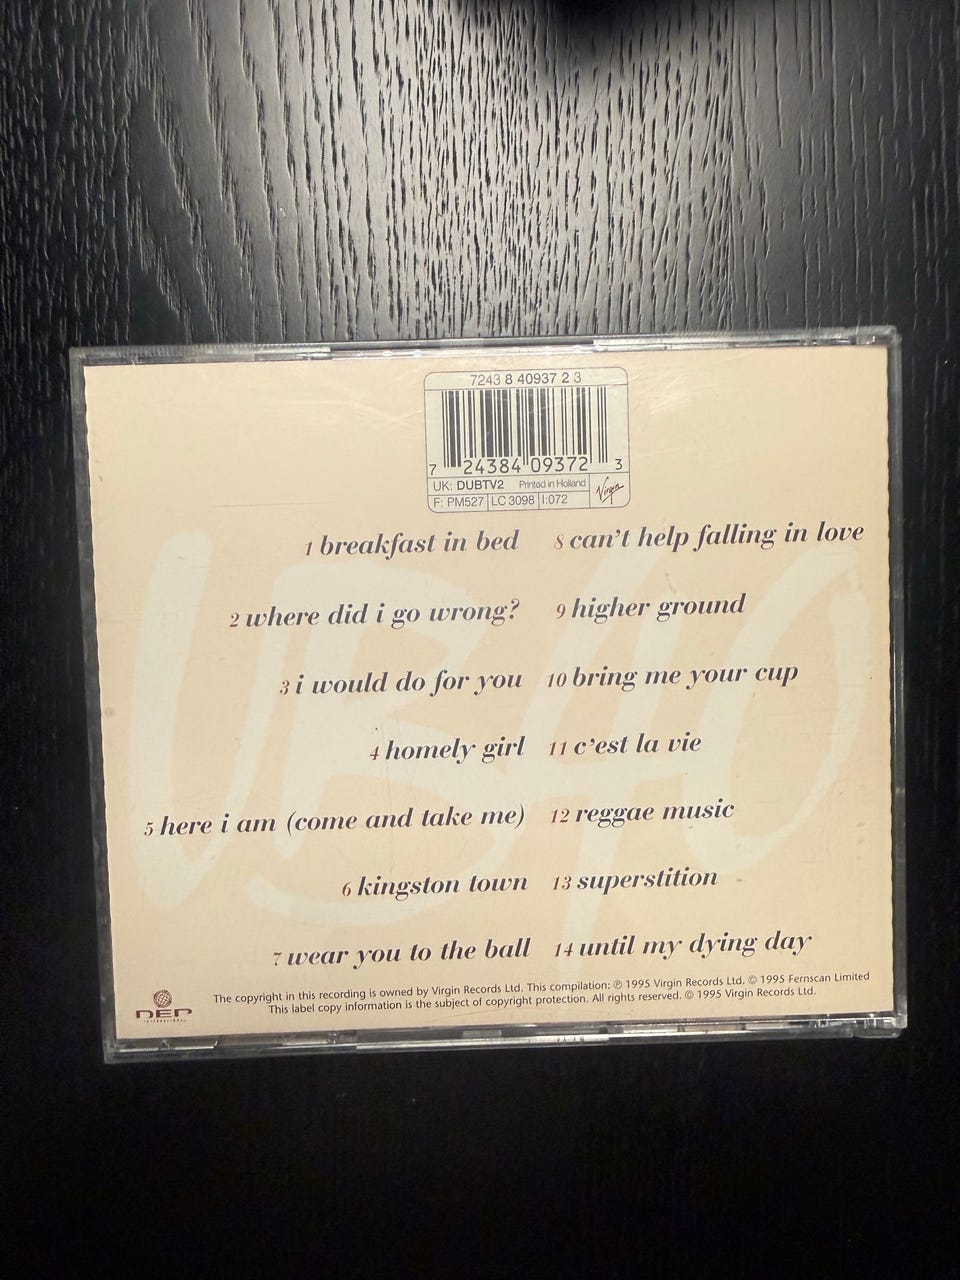 7243 8 40937 2 3
7 24384 09372 3
UK: DUBTV2 Printed in Holland
F: PM527 LC 3098 I:072
Virgin
1 breakfast in bed
2 where did i go wrong?
3 i would do for you
4 homely girl
5 here i am (come and take me)
6 kingston town
7 wear you to the ball
8 can't help falling in love
9 higher ground
10 bring me your cup
11 c'est la vie
12 reggae music
13 superstition
14 until my dying day
UB40
DEP
INTERNATIONAL
The copyright in this recording is owned by Virgin Records Ltd. This compilation: ℗ 1995 Virgin Records Ltd. © 1995 Fernscan Limited
This label copy information is the subject of copyright protection. All rights reserved. © 1995 Virgin Records Ltd.